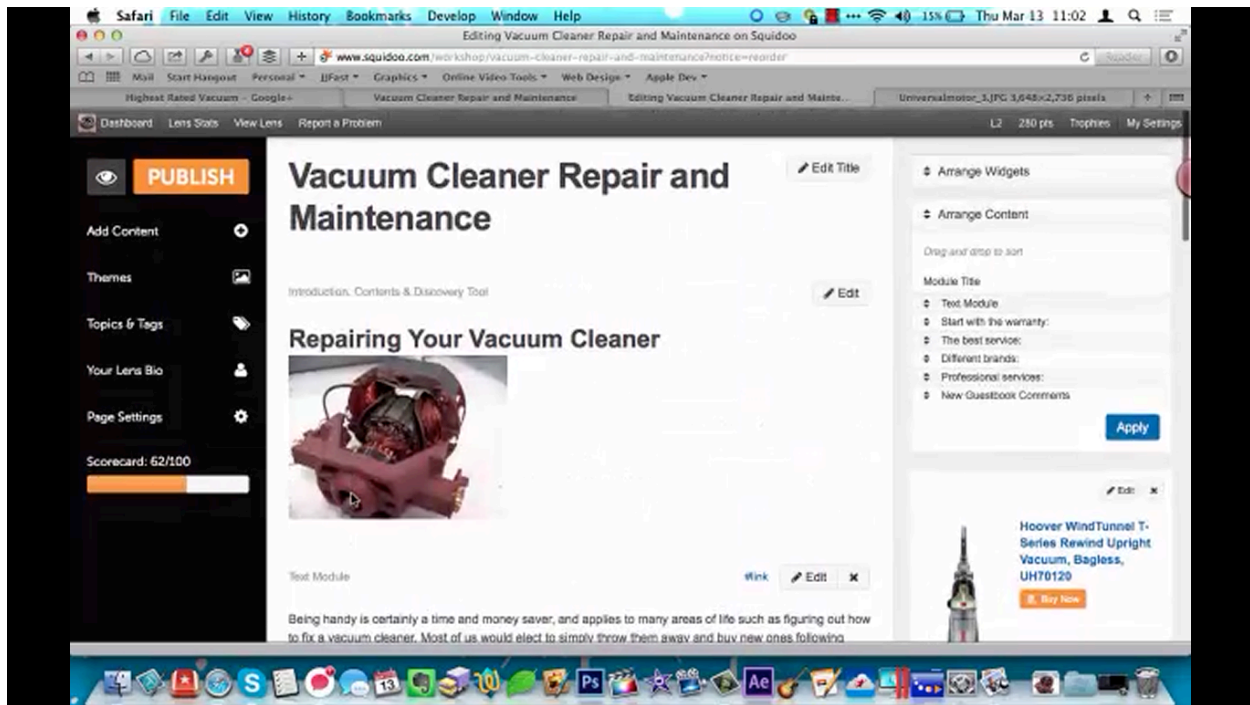 Safari File Edit View History Bookmarks Develop Window Help 15% Thu Mar 13 11:02
Editing Vacuum Cleaner Repair and Maintenance on Squidoo
www.squidoo.com/workshop/vacuum-cleaner-repair-and-maintenance?notice=reorder Reader
Mail Start Hangout Personal JJFast Graphics Online Video Tools Web Design Apple Dev
Highest Rated Vacuum - Google+ Vacuum Cleaner Repair and Maintenance Editing Vacuum Cleaner Repair and Mainte... Universalmotor_3.JPG 3,648×2,736 pixels
Dashboard Lens Stats View Lens Report a Problem L2 280 pts Trophies My Settings
PUBLISH
Add Content
Themes
Topics & Tags
Your Lens Bio
Page Settings
Scorecard: 62/100
Vacuum Cleaner Repair and
Maintenance
Edit Title
Introduction, Contents & Discovery Tool
Edit
Repairing Your Vacuum Cleaner
Text Module
#link Edit
Being handy is certainly a time and money saver, and applies to many areas of life such as figuring out how
to fix a vacuum cleaner. Most of us would elect to simply throw them away and buy new ones following
Arrange Widgets
Arrange Content
Drag and drop to sort
Module Title
Text Module
Start with the warranty:
The best service:
Different brands:
Professional services:
New Guestbook Comments
Apply
Edit
Hoover WindTunnel T-
Series Rewind Upright
Vacuum, Bagless,
UH70120
Buy Now
13
Ps
Ae